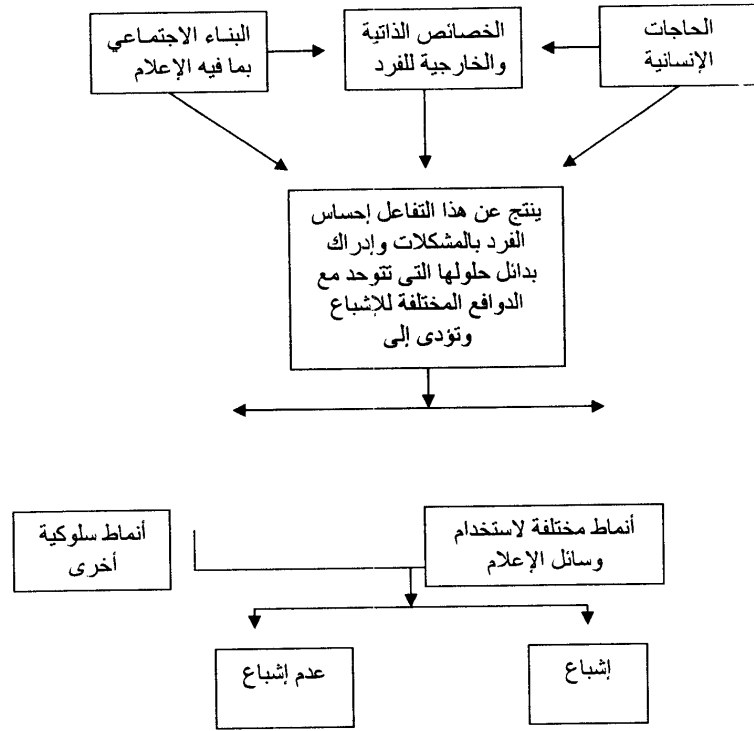 الحاجات
الإنسانية
الخصائص الذاتية
والخارجية للفرد
البناء الاجتماعي
بما فيه الإعلام
ينتج عن هذا التفاعل إحساس
الفرد بالمشكلات وإدراك
بدائل حلولها التى تتوحد مع
الدوافع المختلفة للإشباع
وتؤدى إلى
أنماط مختلفة لاستخدام
وسائل الإعلام
أنماط سلوكية
أخرى
إشباع
عدم إشباع